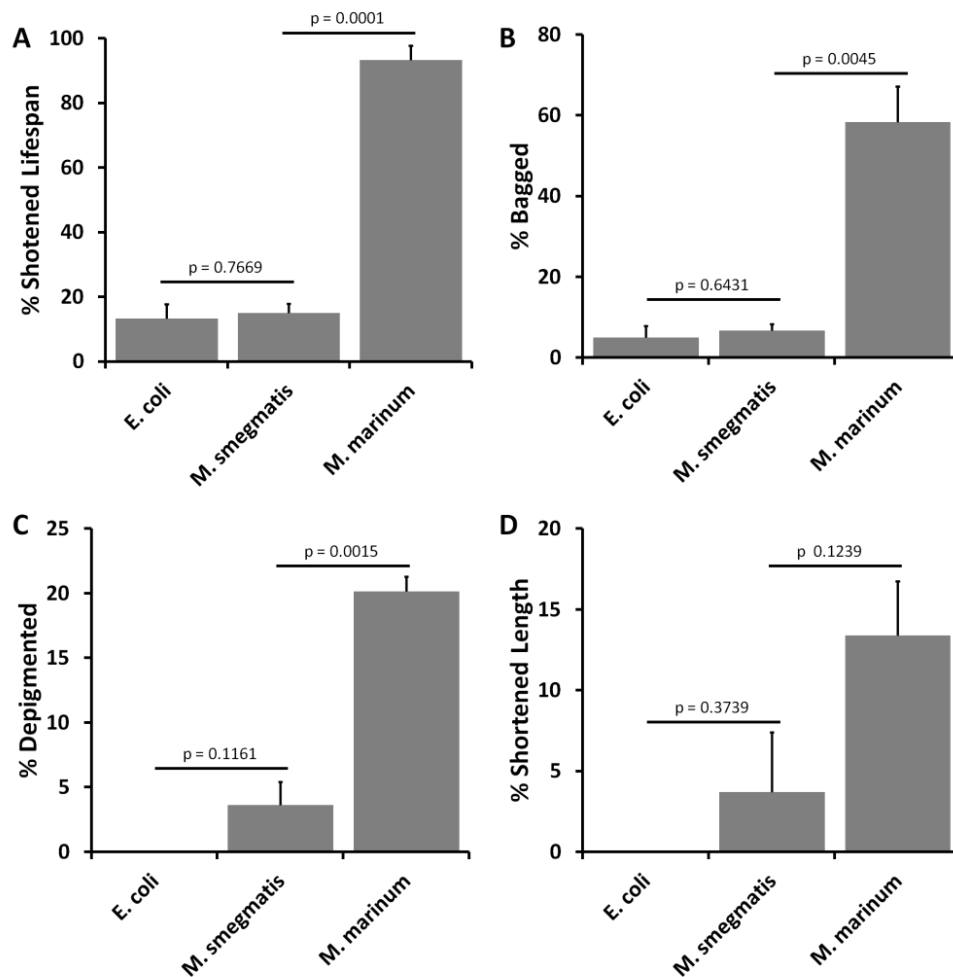 A
% Shotened Lifespan
100
80
60
40
20
0
p = 0.0001
p = 0.7669
E. coli
M. smegmatis
M. marinum
B
% Bagged
80
60
40
20
0
p = 0.0045
p = 0.6431
E. coli
M. smegmatis
M. marinum
C
% Depigmented
25
20
15
10
5
0
p = 0.0015
p = 0.1161
E. coli
M. smegmatis
M. marinum
D
% Shortened Length
20
15
10
5
0
p 0.1239
p = 0.3739
E. coli
M. smegmatis
M. marinum